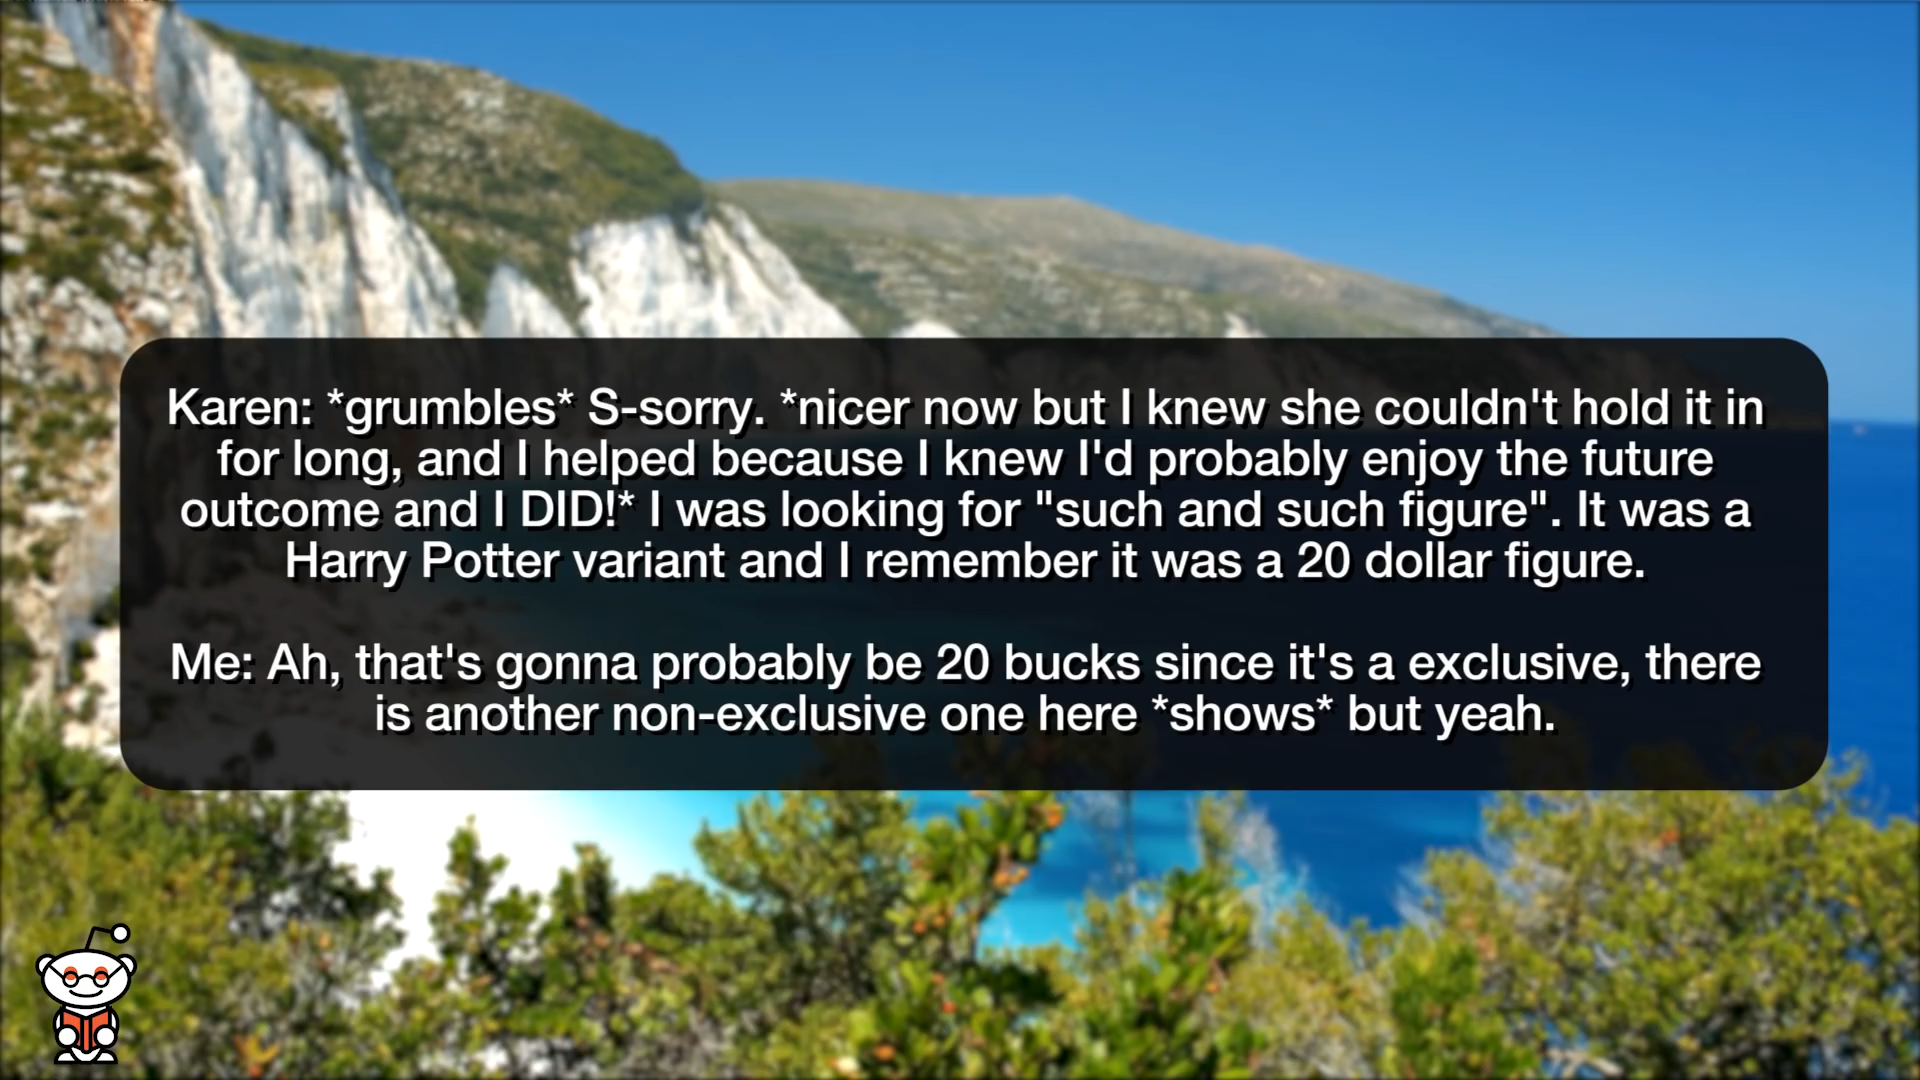 Karen: *grumbles* S-sorry. *nicer now but I knew she couldn't hold it in
for long, and I helped because I knew I'd probably enjoy the future
outcome and I DID!* I was looking for "such and such figure". It was a
Harry Potter variant and I remember it was a 20 dollar figure.
Me: Ah, that's gonna probably be 20 bucks since it's a exclusive, there
is another non-exclusive one here *shows* but yeah.